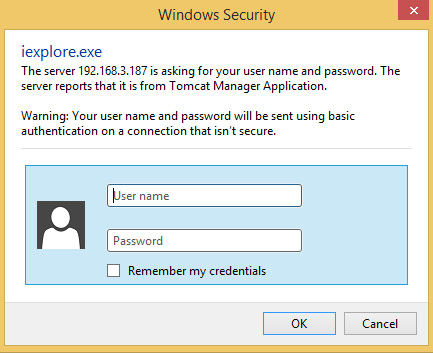 Windows Security
iexplore.exe
The server 192.168.3.187 is asking for your user name and password. The
server reports that it is from Tomcat Manager Application.
Warning: Your user name and password will be sent using basic
authentication on a connection that isn't secure.
User name
Password
Remember my credentials
OK
Cancel